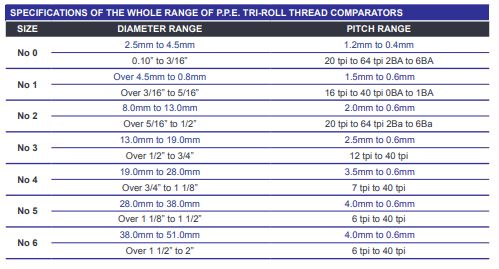 SPECIFICATIONS OF THE WHOLE RANGE OF P.P.E. TRI-ROLL THREAD COMPARATORS
SIZE DIAMETER RANGE PITCH RANGE
No 0
2.5mm to 4.5mm 1.2mm to 0.4mm
0.10” to 3/16” 20 tpi to 64 tpi 2BA to 6BA
No 1
Over 4.5mm to 0.8mm 1.5mm to 0.6mm
Over 3/16” to 5/16” 16 tpi to 40 tpi 0BA to 1BA
No 2
8.0mm to 13.0mm 2.0mm to 0.6mm
Over 5/16” to 1/2” 20 tpi to 64 tpi 2Ba to 6Ba
No 3
13.0mm to 19.0mm 2.5mm to 0.6mm
Over 1/2” to 3/4” 12 tpi to 40 tpi
No 4
19.0mm to 28.0mm 3.5mm to 0.6mm
Over 3/4” to 1 1/8” 7 tpi to 40 tpi
No 5
28.0mm to 38.0mm 4.0mm to 0.6mm
Over 1 1/8” to 1 1/2” 6 tpi to 40 tpi
No 6
38.0mm to 51.0mm 4.0mm to 0.6mm
Over 1 1/2” to 2” 6 tpi to 40 tpi